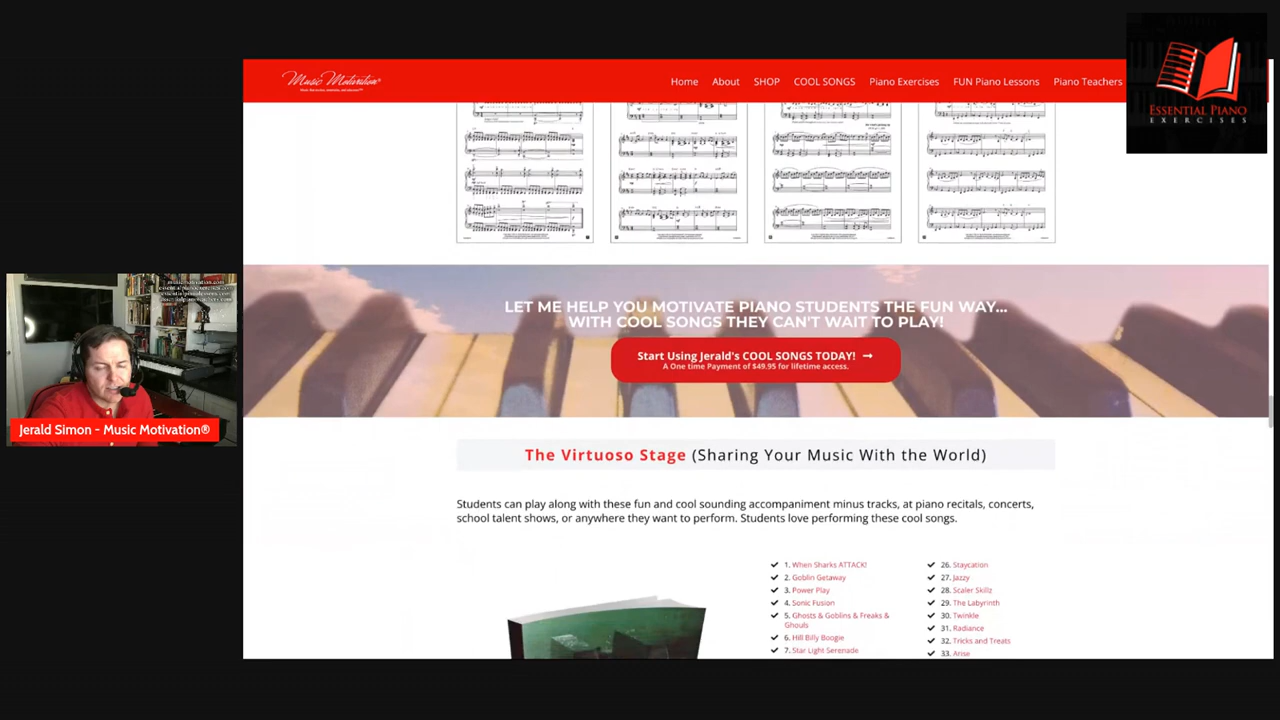 Music Motivation®
Home About SHOP COOL SONGS Piano Exercises FUN Piano Lessons Piano Teachers
ESSENTIAL PIANO
EXERCISES
LET ME HELP YOU MOTIVATE PIANO STUDENTS THE FUN WAY...
WITH COOL SONGS THEY CAN'T WAIT TO PLAY!
Start Using Jerald's COOL SONGS TODAY! →
A One time Payment of $49.95 for lifetime access.
Jerald Simon - Music Motivation®
The Virtuoso Stage (Sharing Your Music With the World)
Students can play along with these fun and cool sounding accompaniment minus tracks, at piano recitals, concerts,
school talent shows, or anywhere they want to perform. Students love performing these cool songs.
1. When Sharks ATTACK!
2. Goblin Getaway
3. Power Play
4. Sonic Fusion
5. Ghosts & Goblins & Freaks &
Ghouls
6. Hill Billy Boogie
7. Star Light Serenade
26. Staycation
27. Jazzy
28. Scaler Skillz
29. The Labyrinth
30. Twinkle
31. Radiance
32. Tricks and Treats
33. Arise